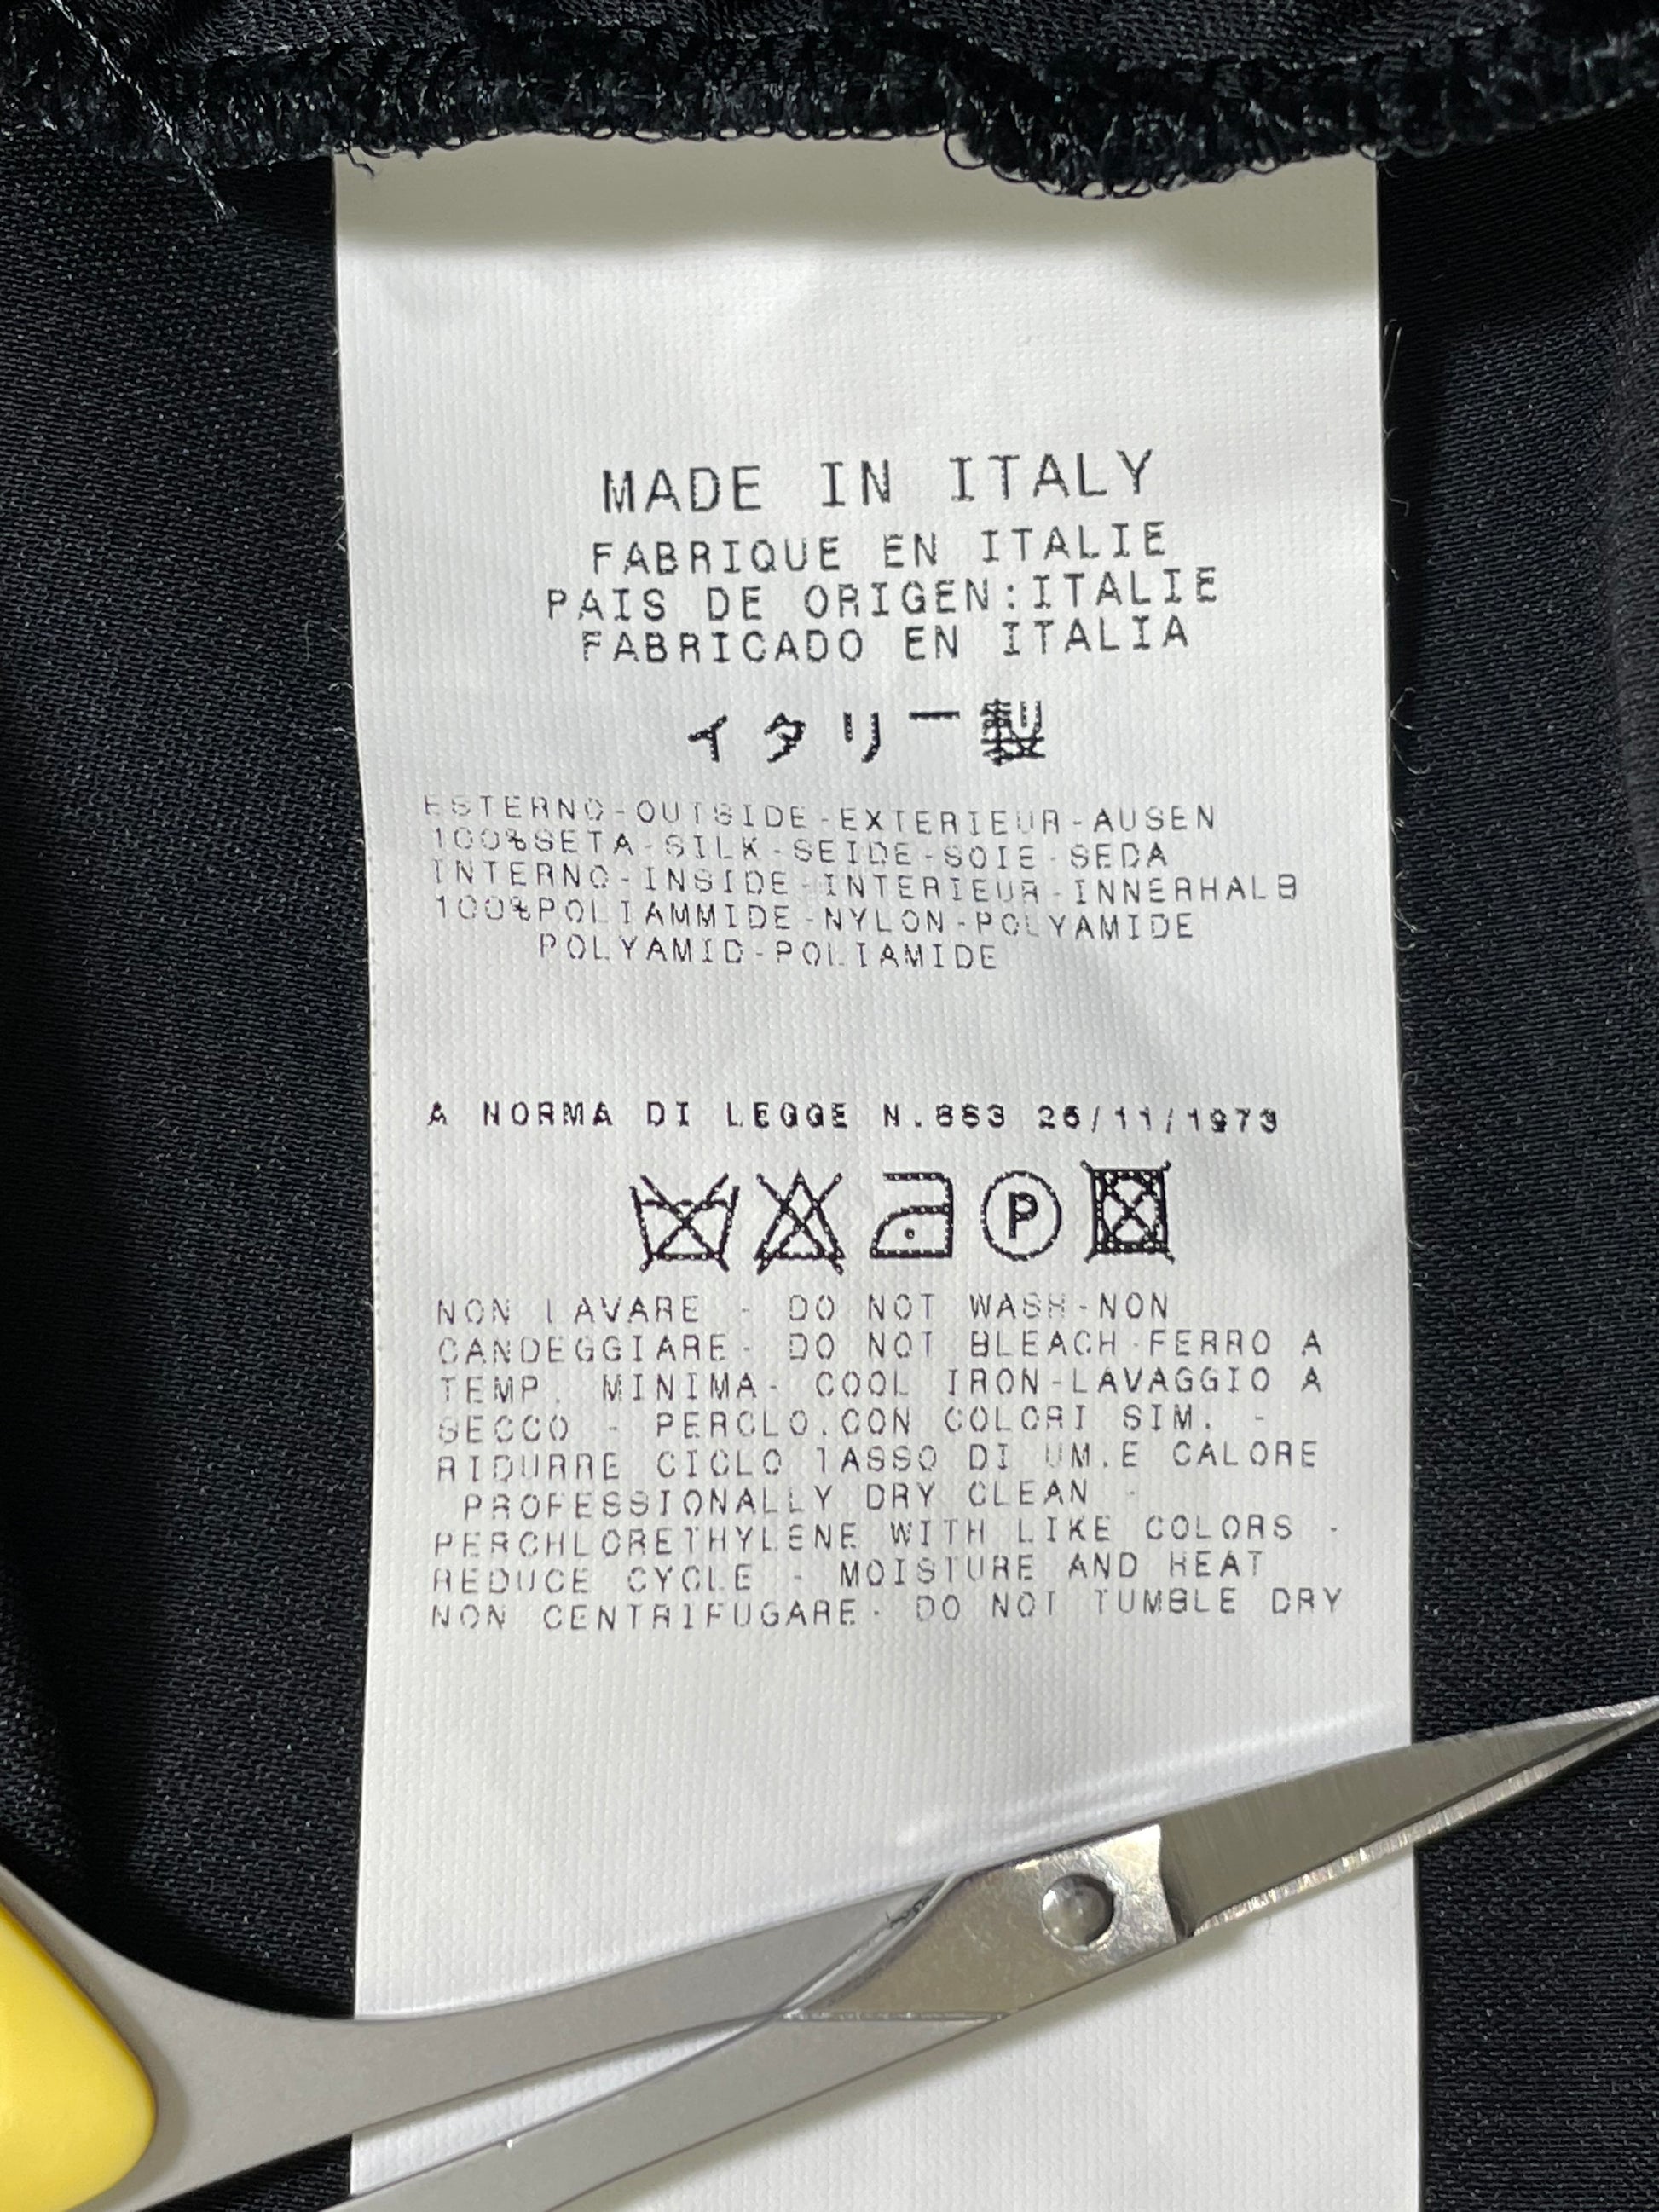 MADE IN ITALY
FABRIQUE EN ITALIE
PAIS DE ORIGEN:ITALIE
FABRICADO EN ITALIA
イタリー製
ESTERNO-OUTSIDE-EXTERIEUR-AUSEN
100%SETA-SILK-SEIDE-SOIE-SEDA
INTERNO-INSIDE-INTERIEUR-INNERHALB
100%POLIAMMIDE-NYLON-POLYAMIDE
POLYAMID-POLIAMIDE
A NORMA DI LEGGE N.883 26/11/1973
P
NON LAVARE - DO NOT WASH-NON
CANDEGGIARE- DO NOT BLEACH-FERRO A
TEMP. MINIMA- COOL IRON-LAVAGGIO A
SECCO - PERCLO.CON COLORI SIM. -
RIDURRE CICLO TASSO DI UM.E CALORE
PROFESSIONALLY DRY CLEAN -
PERCHLORETHYLENE WITH LIKE COLORS -
REDUCE CYCLE - MOISTURE AND HEAT
NON CENTRIFUGARE- DO NOT TUMBLE DRY